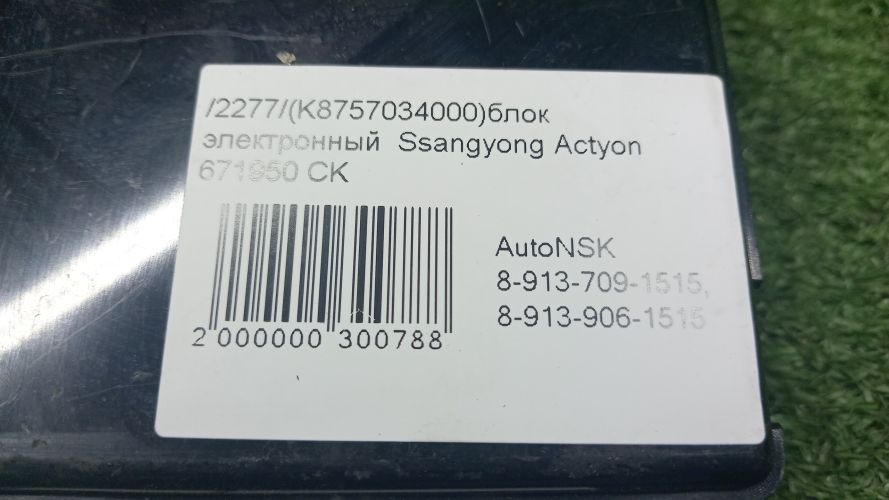 /2277/(K8757034000)блок
электронный Ssangyong Actyon
671950 CK
AutoNSK
8-913-709-1515,
8-913-906-1515
2 000000 300788